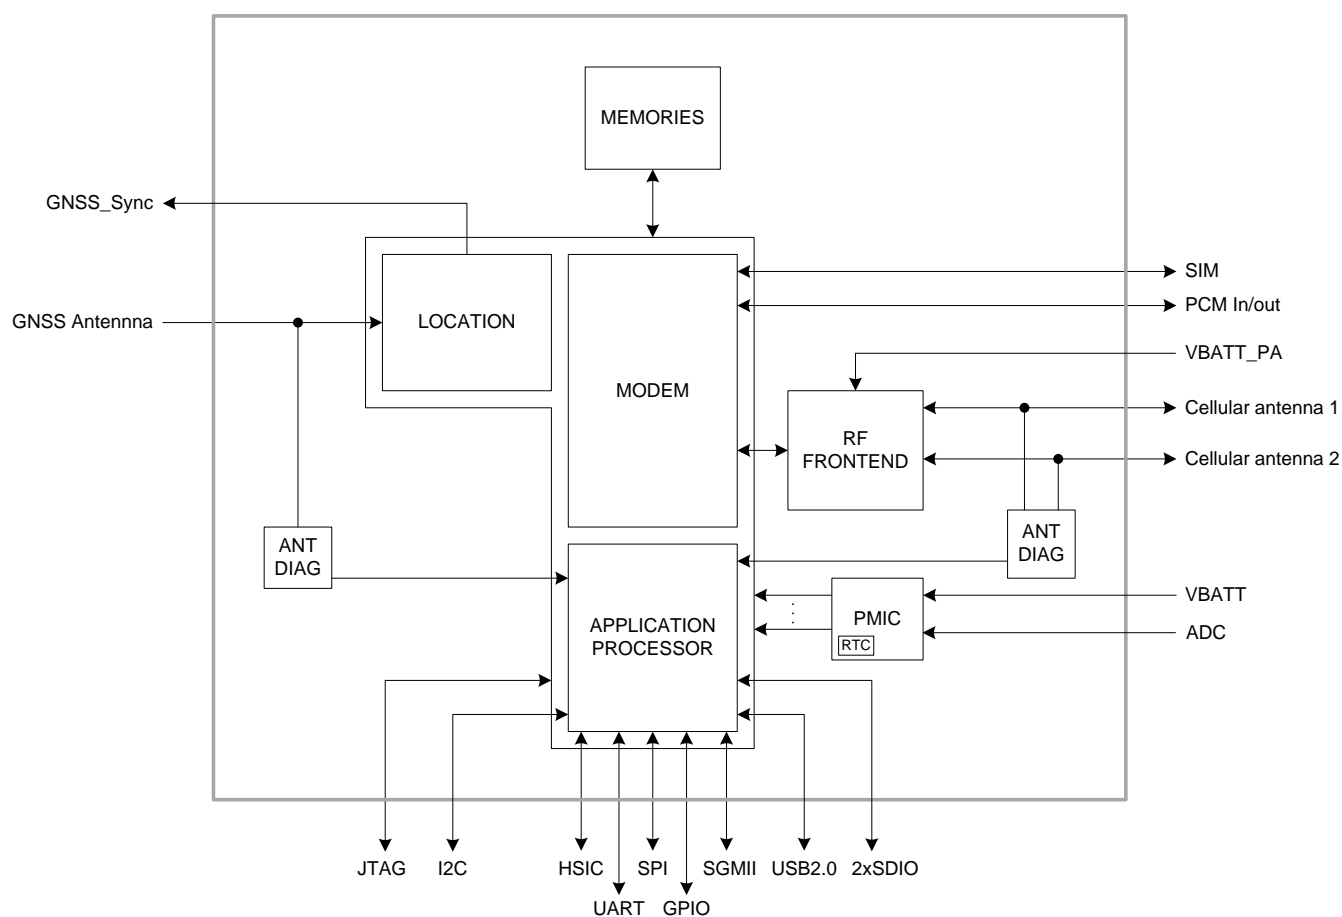 MEMORIES
GNSS_Sync
SIM
LOCATION
GNSS Antennna
PCM In/out
VBATT_PA
MODEM
Cellular antenna 1
RF
FRONTEND
Cellular antenna 2
ANT
DIAG
ANT
DIAG
VBATT
PMIC
APPLICATION
PROCESSOR
ADC
RTC
JTAG
I2C
HSIC
SPI
SGMII
USB2.0
2xSDIO
UART
GPIO